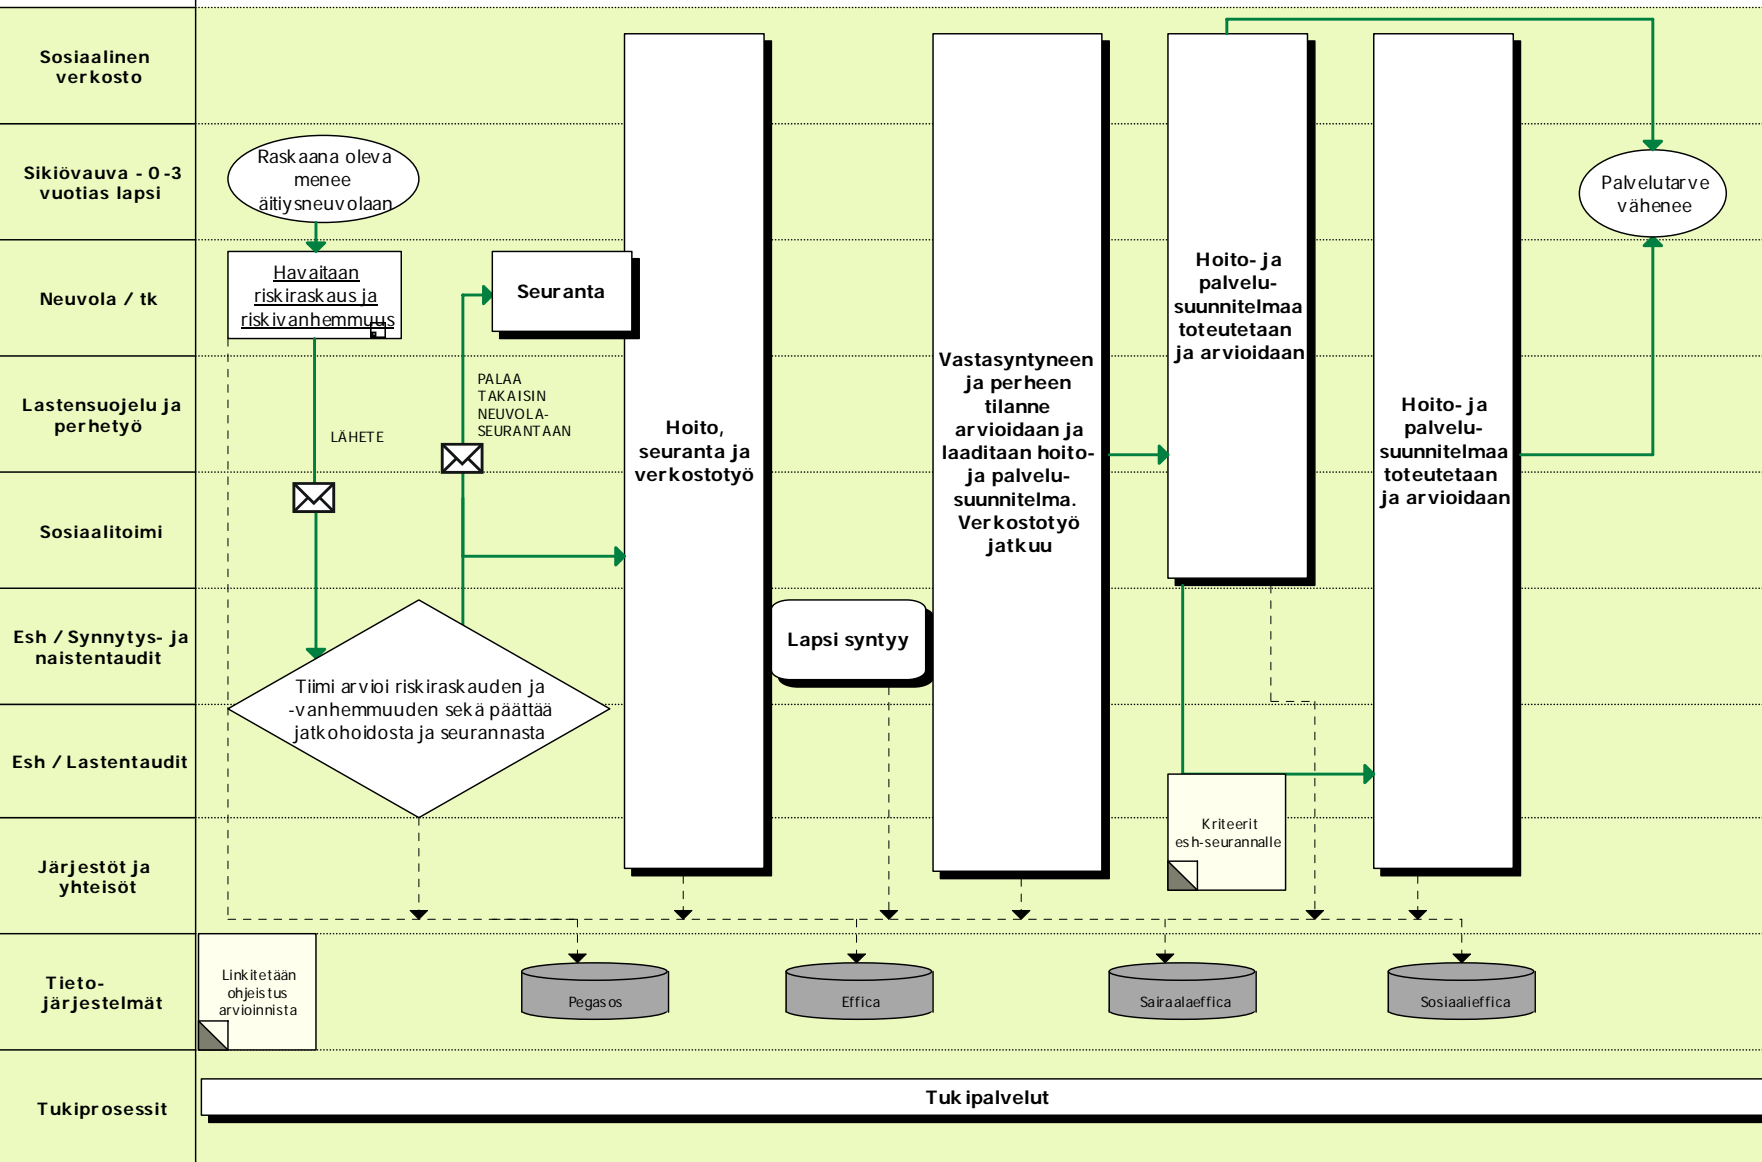 Sosiaalinen
verkosto
Sikiövauva - 0-3
vuotias lapsi
Neuvola / tk
Lastensuojelu ja
perhetyö
Sosiaalitoimi
Esh / Synnytys- ja
naistentaudit
Esh / Lastentaudit
Järjestöt ja
yhteisöt
Tieto-
järjestelmät
Tukiprosessit
Raskaana oleva
menee
äitiysneuvolaan
Havaitaan
riskiraskaus ja
riskivanhemmuus
LÄHETE
Seuranta
PALAA
TAKAISIN
NEUVOLA-
SEURANTAAN
Tiimi arvioi riskiraskauden ja
-vanhemmuuden sekä päättää
jatkohoidosta ja seurannasta
Hoito,
seuranta ja
verkostotyö
Lapsi syntyy
Vastasyntyneen
ja perheen
tilanne
arvioidaan ja
laaditaan hoito-
ja palvelu-
suunnitelma.
Verkostotyö
jatkuu
Hoito- ja
palvelu-
suunnitelmaa
toteutetaan
ja arvioidaan
Kriteerit
esh-seurannalle
Hoito- ja
palvelu-
suunnitelmaa
toteutetaan
ja arvioidaan
Palvelutarve
vähenee
Linkitetään
ohjeistus
arvioinnista
Pegasos
Effica
Sairaalaeffica
Sosiaalieffica
Tukipalvelut